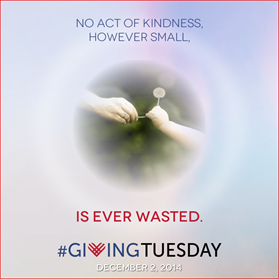 NO ACT OF KINDNESS,
HOWEVER SMALL,
IS EVER WASTED.
#GIVINGTUESDAY
DECEMBER 2, 2014